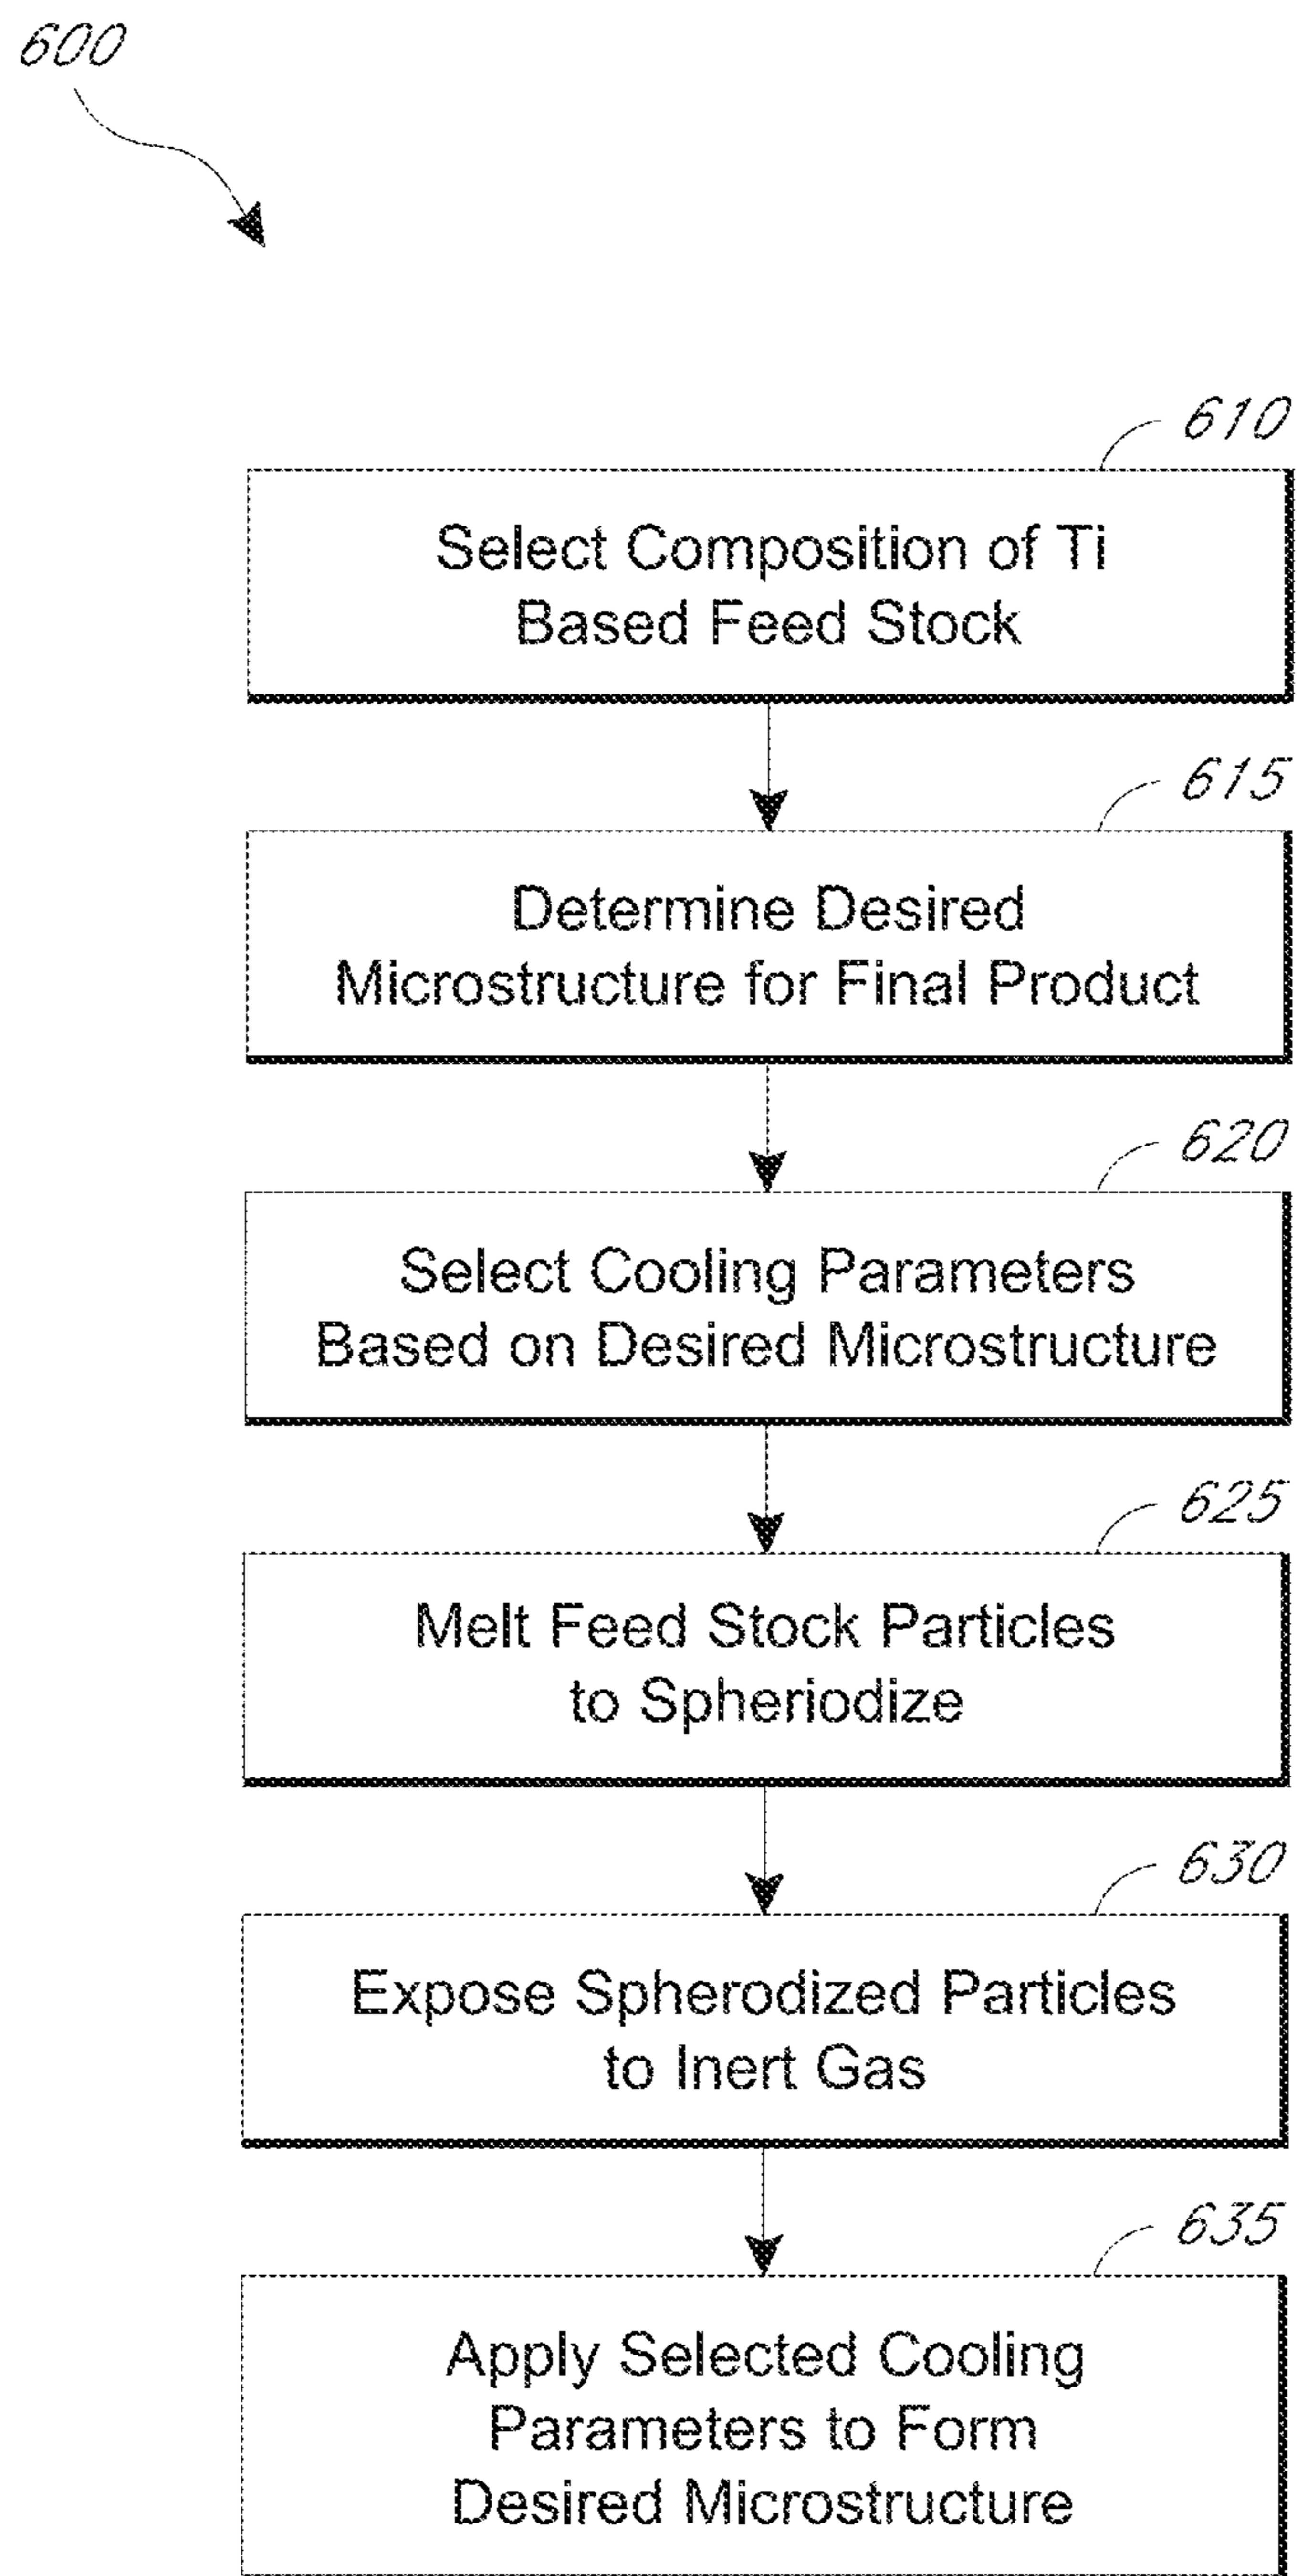 600
610
Select Composition of Ti
Based Feed Stock
615
Determine Desired
Microstructure for Final Product
620
Select Cooling Parameters
Based on Desired Microstructure
625
Melt Feed Stock Particles
to Spheriodize
630
Expose Spherodized Particles
to Inert Gas
635
Apply Selected Cooling
Parameters to Form
Desired Microstructure